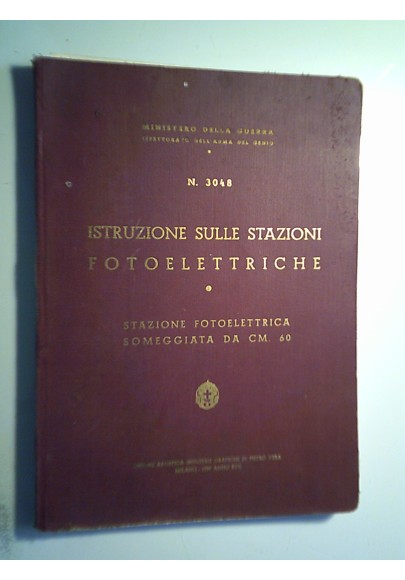 MINISTERO DELLA GUERRA
ISPETTORATO DELL'ARMA DEL GENIO
N. 3048
ISTRUZIONE SULLE STAZIONI
FOTOELETTRICHE
STAZIONE FOTOELETTRICA
SOMEGGIATA DA CM. 60
MILANO